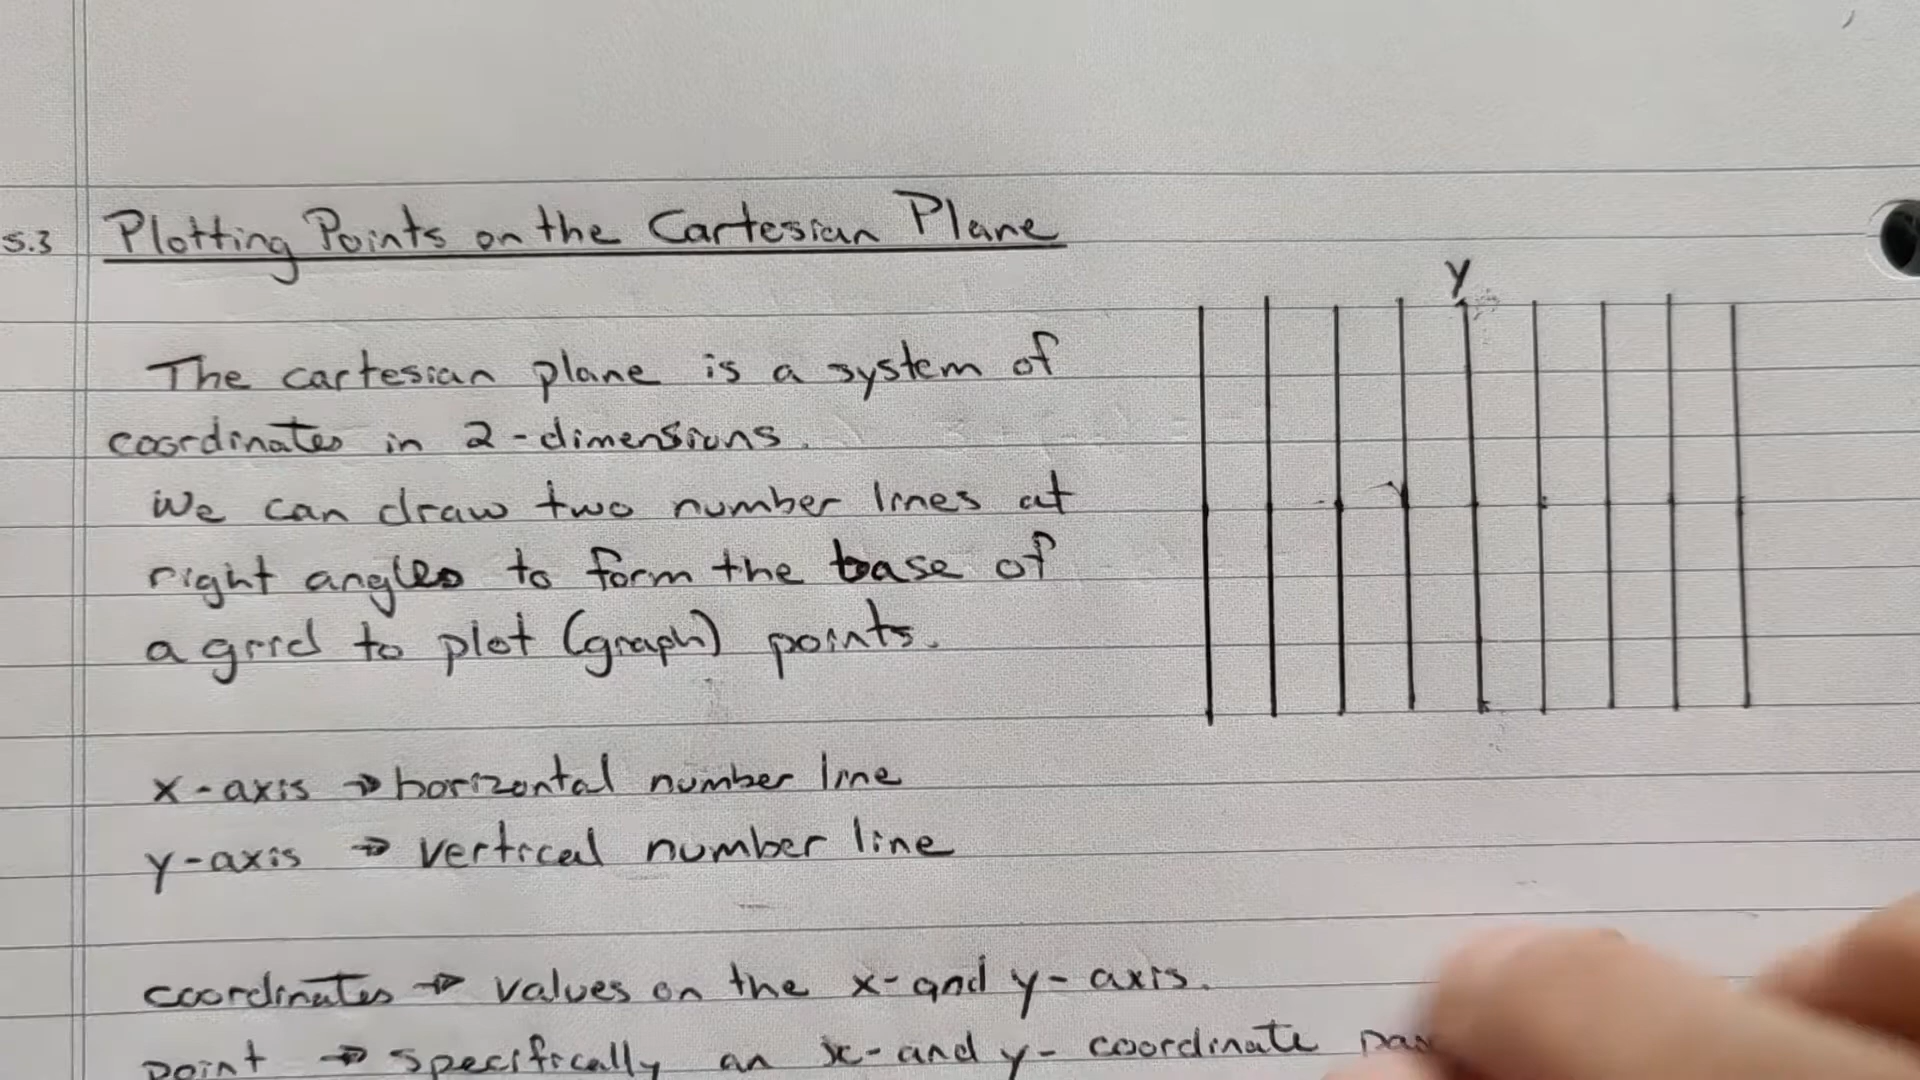 5.3 Plotting Points on the Cartesian Plane
y
The cartesian plane is a system of
coordinates in 2-dimensions.
We can draw two number lines at
right angles to form the base of
a grid to plot (graph) points.
x-axis → horizontal number line
y-axis → vertical number line
coordinates → values on the x- and y-axis.
point → specifically an x- and y- coordinate